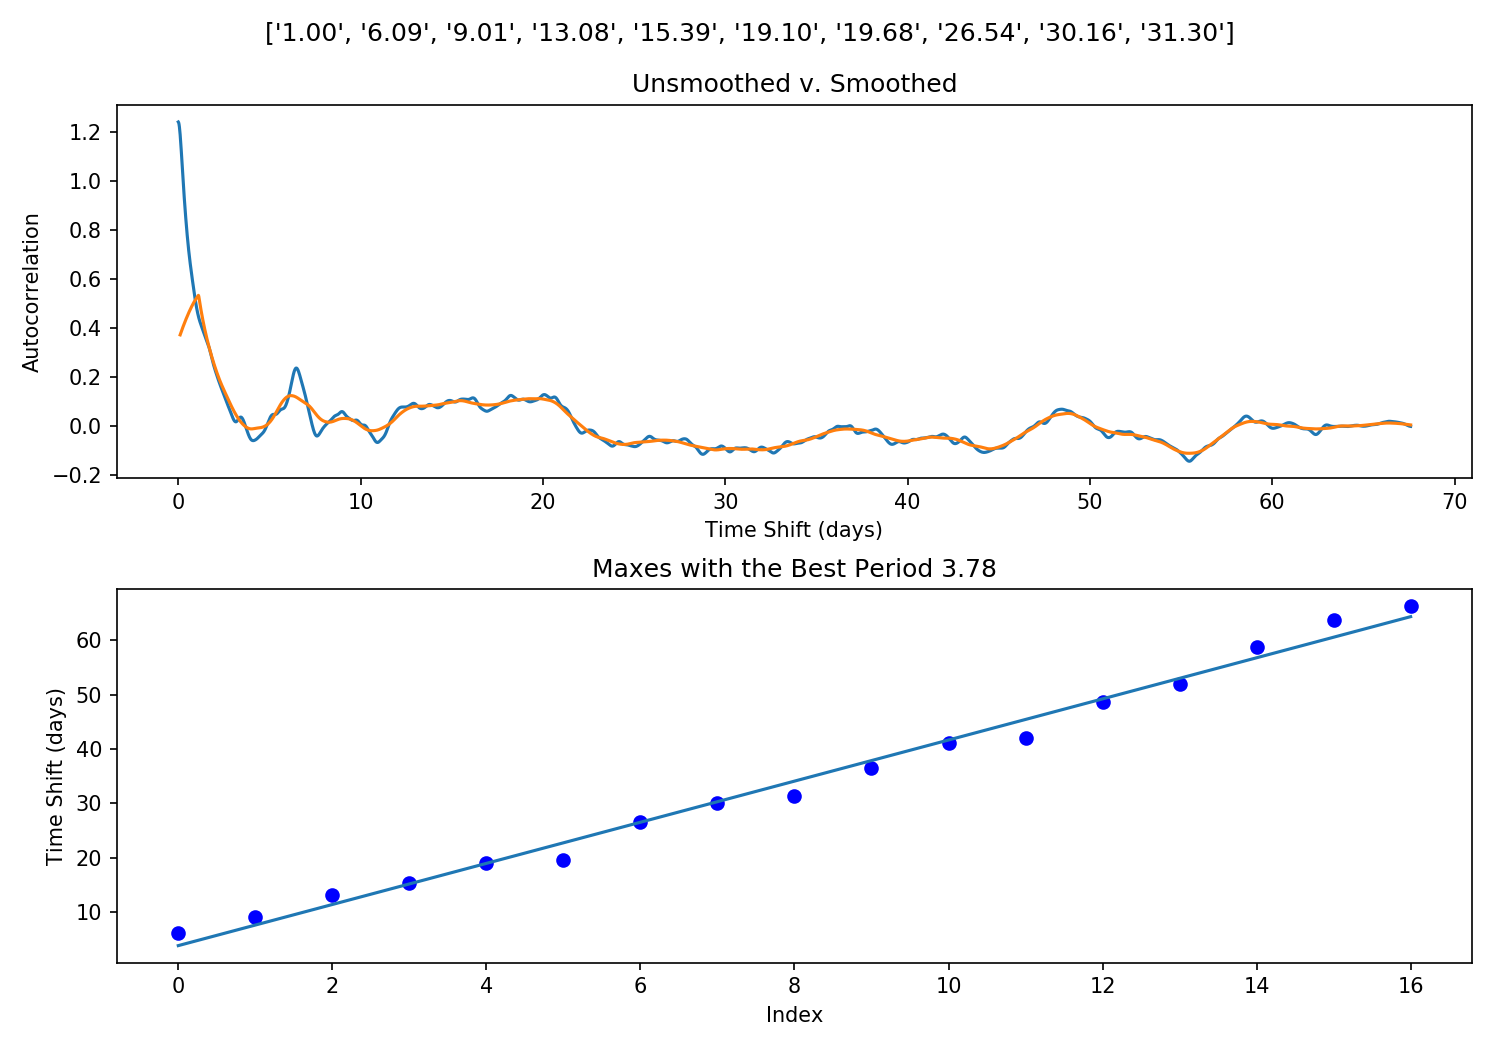 ['1.00', '6.09', '9.01', '13.08', '15.39', '19.10', '19.68', '26.54', '30.16', '31.30']
Unsmoothed v. Smoothed
Autocorrelation
1.2
1.0
0.8
0.6
0.4
0.2
0.0
−0.2
0 10 20 30 40 50 60 70
Time Shift (days)
Maxes with the Best Period 3.78
Time Shift (days)
60
50
40
30
20
10
0 2 4 6 8 10 12 14 16
Index